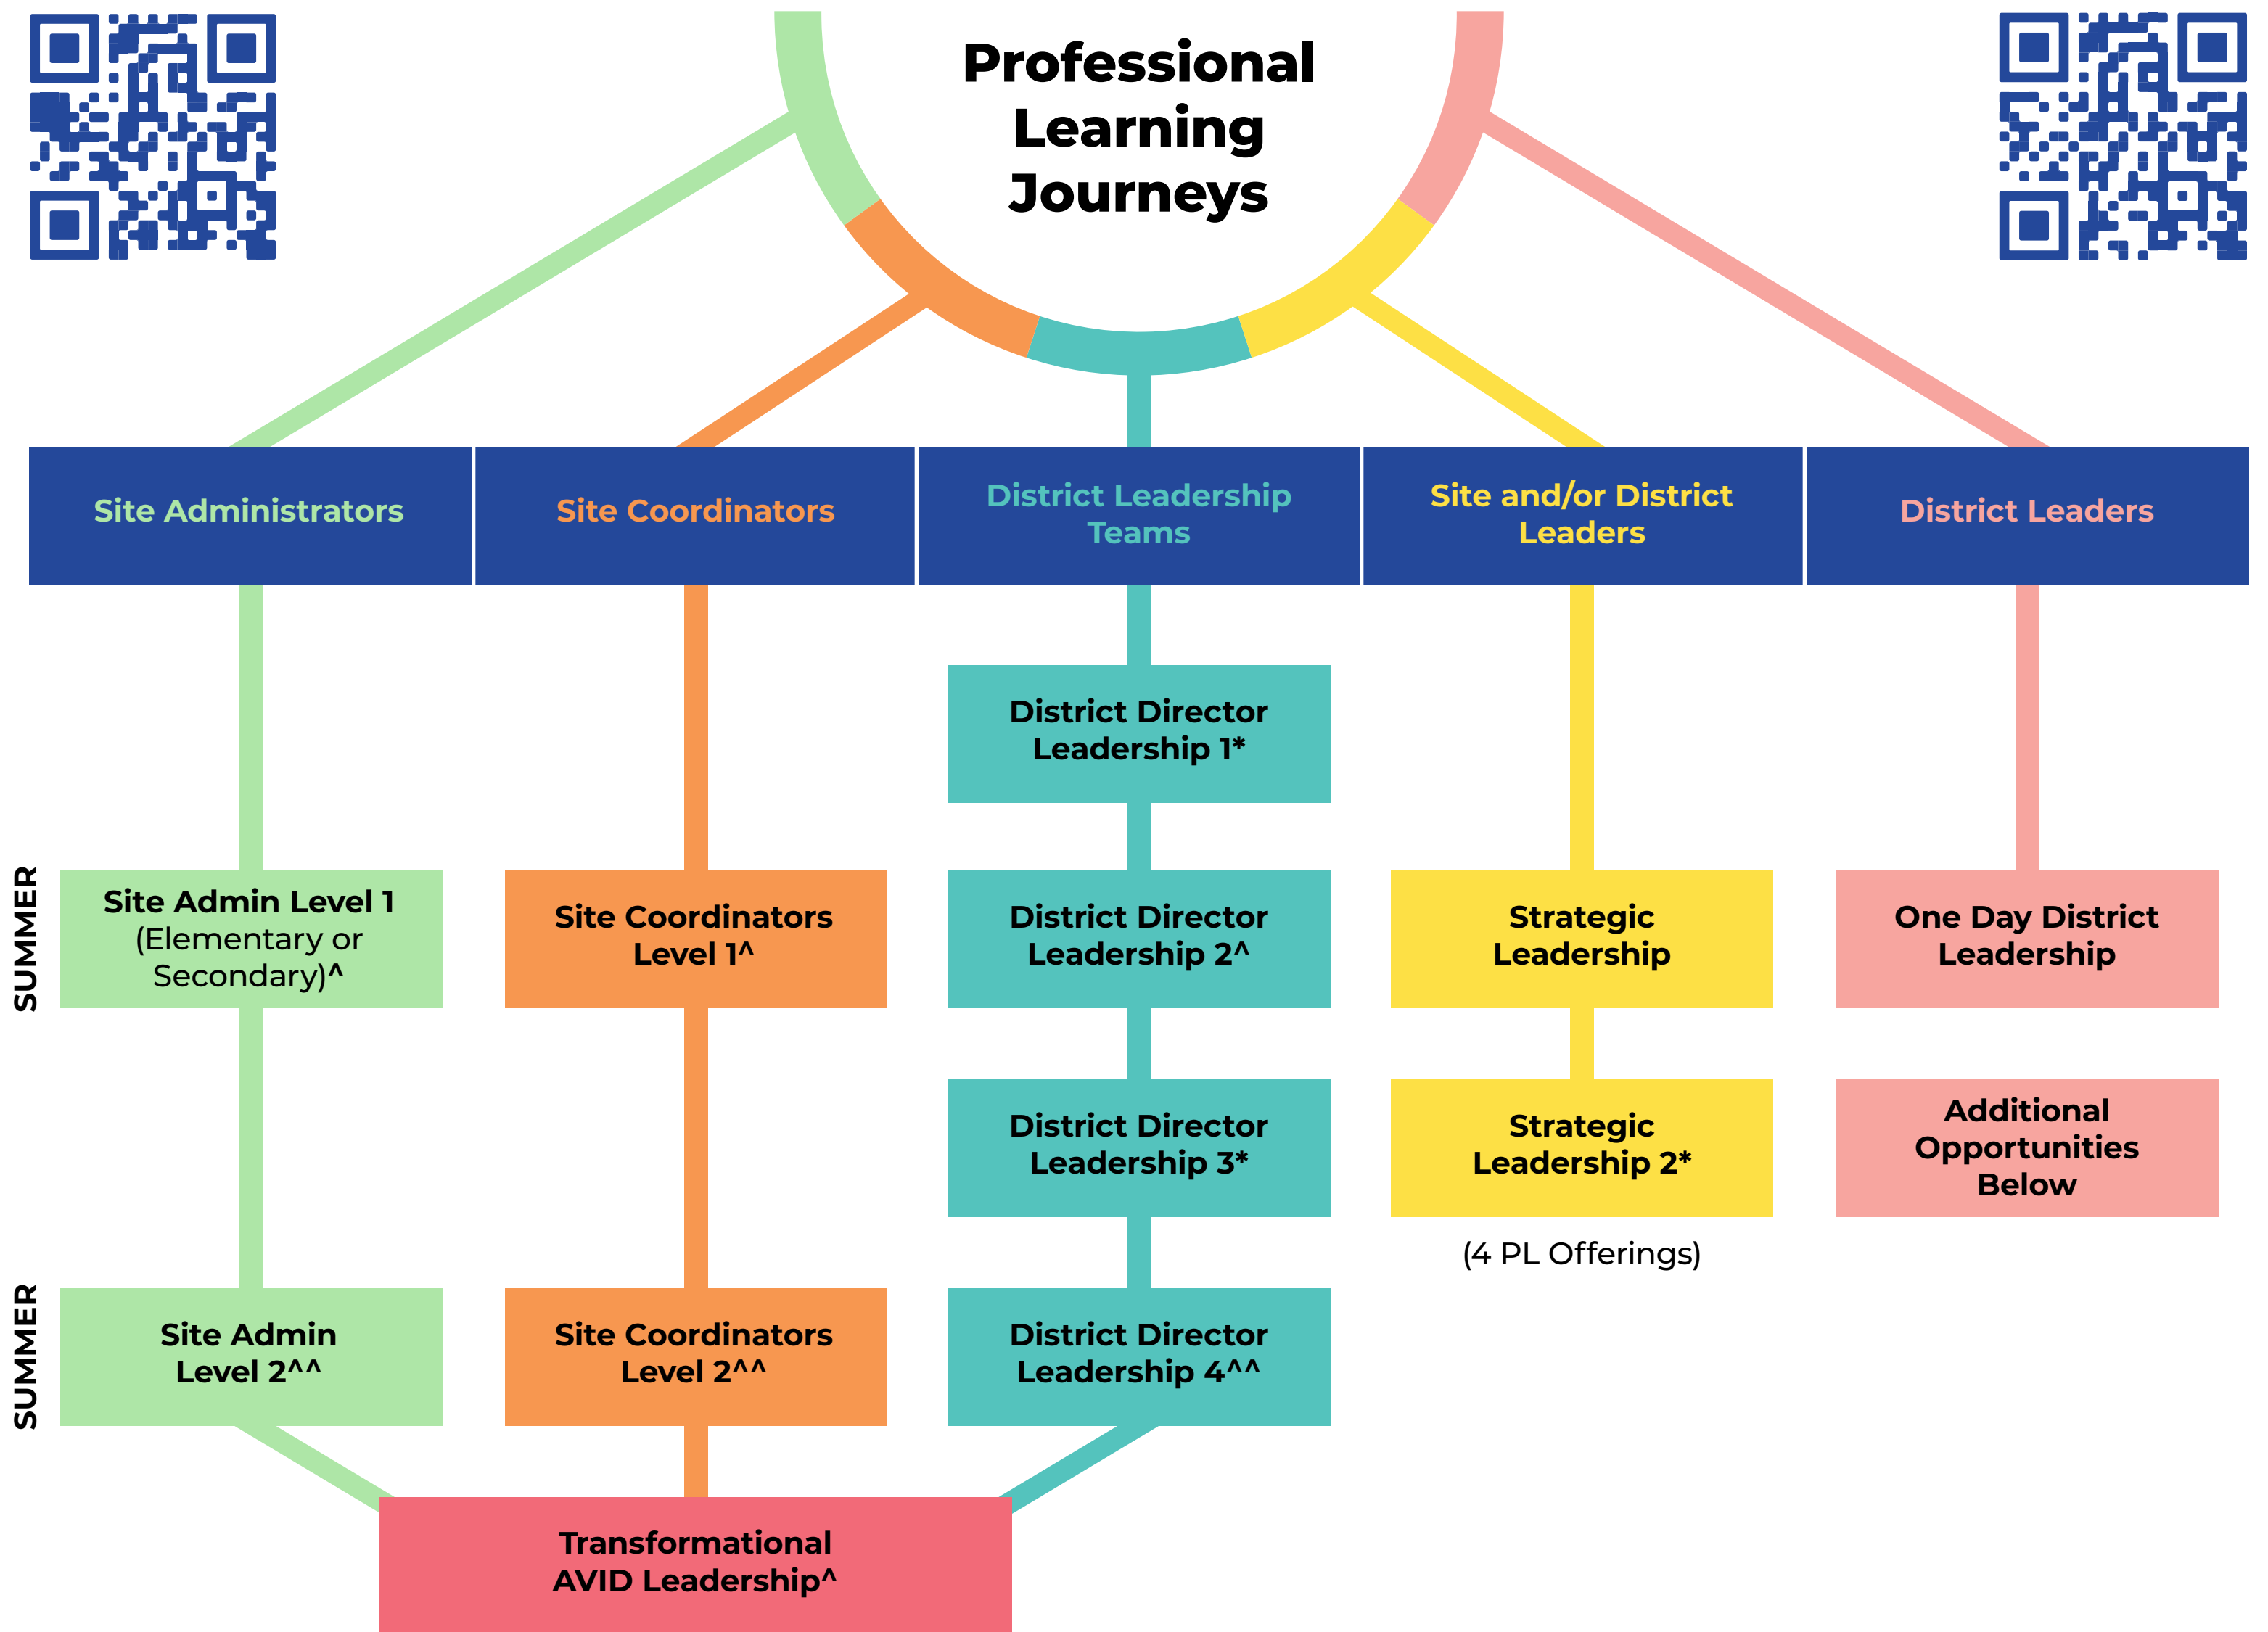 Professional
Learning
Journeys
Site Administrators
Site Coordinators
District Leadership
Teams
Site and/or District
Leaders
District Leaders
District Director
Leadership 1*
SUMMER
Site Admin Level 1
(Elementary or
Secondary)^
Site Coordinators
Level 1^
District Director
Leadership 2^
Strategic
Leadership
One Day District
Leadership
District Director
Leadership 3*
Strategic
Leadership 2*
(4 PL Offerings)
Additional
Opportunities
Below
SUMMER
Site Admin
Level 2^^
Site Coordinators
Level 2^^
District Director
Leadership 4^^
Transformational
AVID Leadership^